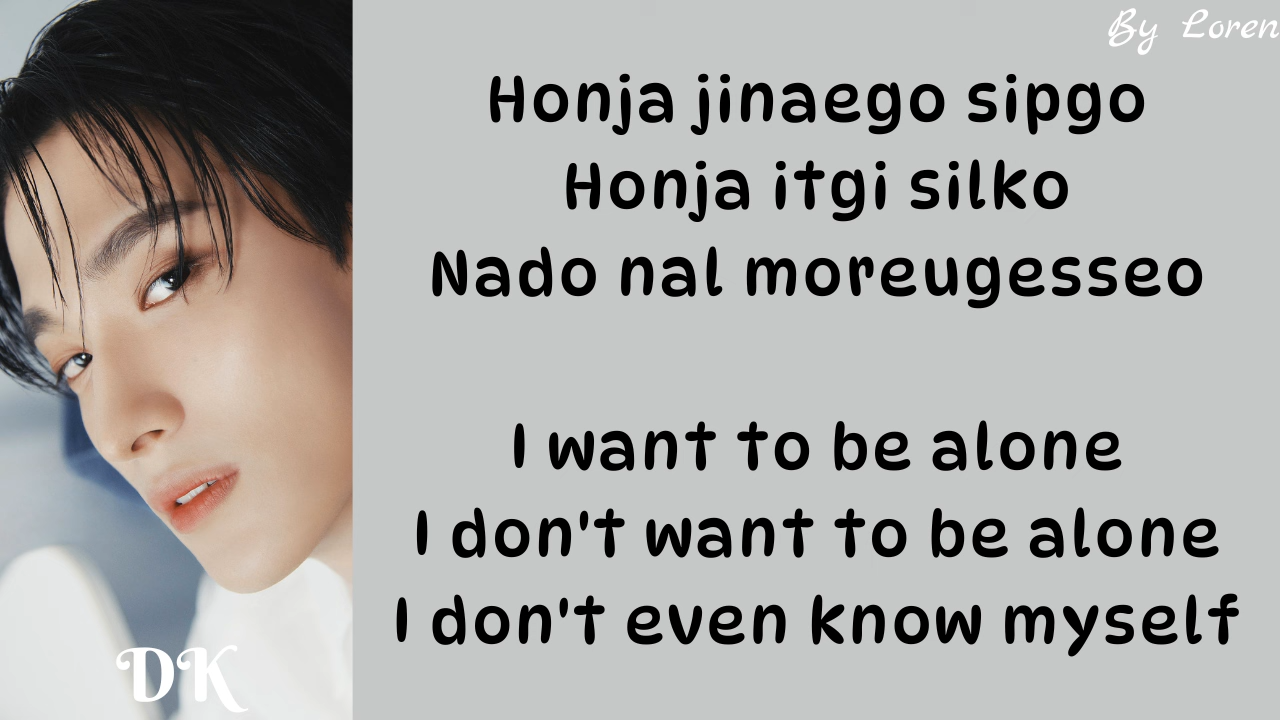 By Loren
Honja jinaego sipgo
Honja itgi silko
Nado nal moreugesseo
I want to be alone
I don't want to be alone
I don't even know myself
DK